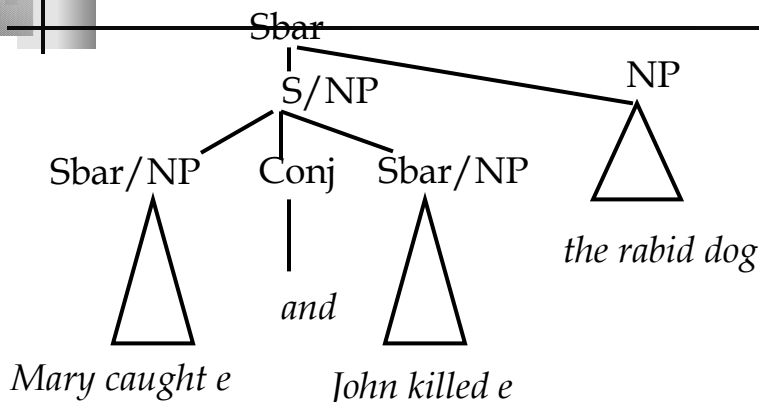 Sbar
S/NP
NP
Sbar/NP Conj Sbar/NP
the rabid dog
and
Mary caught e
John killed e